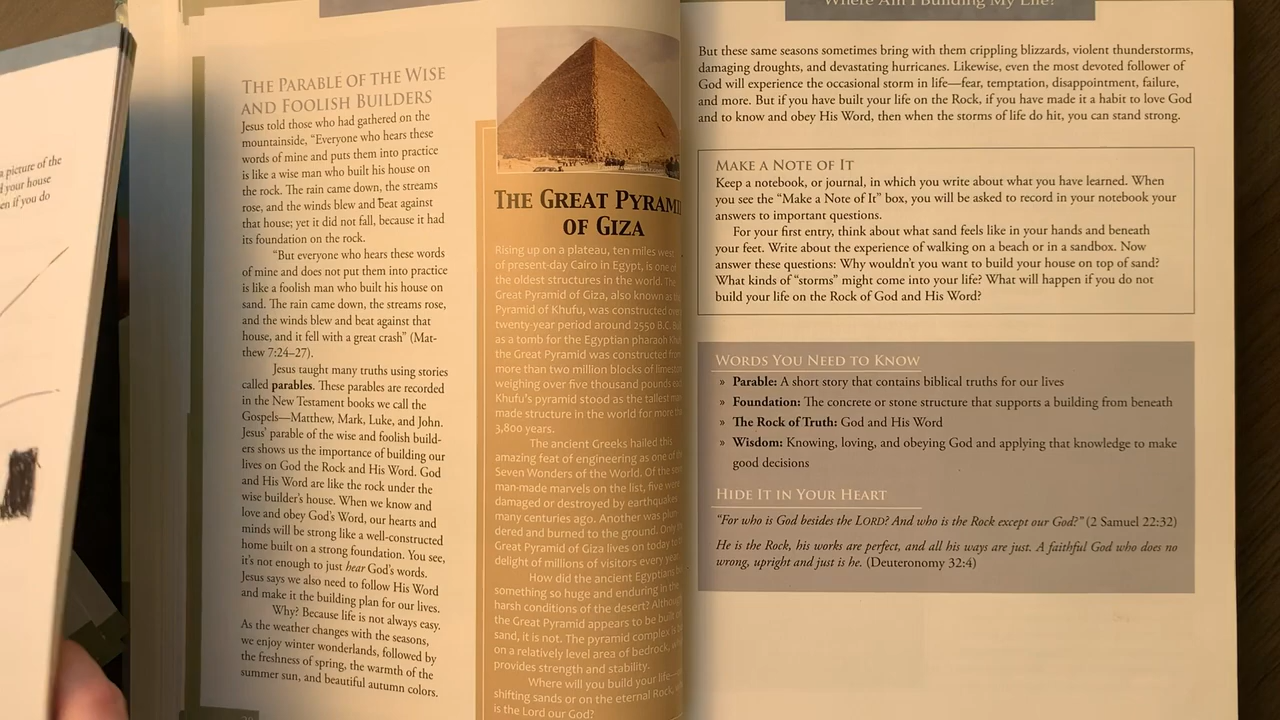 a picture of the
your house
en if you do
THE PARABLE OF THE WISE
AND FOOLISH BUILDERS
Jesus told those who had gathered on the
mountainside, “Everyone who hears these
words of mine and puts them into practice
is like a wise man who built his house on
the rock. The rain came down, the streams
rose, and the winds blew and beat against
that house; yet it did not fall, because it had
its foundation on the rock.
“But everyone who hears these words
of mine and does not put them into practice
is like a foolish man who built his house on
sand. The rain came down, the streams rose,
and the winds blew and beat against that
house, and it fell with a great crash” (Mat-
thew 7:24–27).
Jesus taught many truths using stories
called parables. These parables are recorded
in the New Testament books we call the
Gospels—Matthew, Mark, Luke, and John.
Jesus’ parable of the wise and foolish build-
ers shows us the importance of building our
lives on God the Rock and His Word. God
and His Word are like the rock under the
wise builder’s house. When we know and
love and obey God’s Word, our hearts and
minds will be strong like a well-constructed
home built on a strong foundation. You see,
it’s not enough to just hear God’s words.
Jesus says we also need to follow His Word
and make it the building plan for our lives.
Why? Because life is not always easy.
As the weather changes with the seasons,
we enjoy winter wonderlands, followed by
the freshness of spring, the warmth of the
summer sun, and beautiful autumn colors.
THE GREAT PYRAMI
OF GIZA
Rising up on a plateau, ten miles west
of present-day Cairo in Egypt, is one of
the oldest structures in the world. The
Great Pyramid of Giza, also known as
Pyramid of Khufu, was constructed over
twenty-year period around 2550 B.C.
as a tomb for the Egyptian pharaoh
the Great Pyramid was constructed from
more than two million blocks of
weighing over five thousand pounds
Khufu’s pyramid stood as the tallest
made structure in the world for more
3,800 years.
The ancient Greeks hailed this
amazing feat of engineering as one of
Seven Wonders of the World. Of the
man-made marvels on the list, five were
damaged or destroyed by earthquakes
many centuries ago. Another was plun
dered and burned to the ground. Only
Great Pyramid of Giza lives on today
delight of millions of visitors every year.
How did the ancient Egyptians
something so huge and enduring in the
harsh conditions of the desert? Although
the Great Pyramid appears to be built
sand, it is not. The pyramid complex
on a relatively level area of bedrock,
provides strength and stability.
Where will you build your life—
shifting sands or on the eternal Rock,
is the Lord our God?
Where Am I Building My Life?
But these same seasons sometimes bring with them crippling blizzards, violent thunderstorms,
damaging droughts, and devastating hurricanes. Likewise, even the most devoted follower of
God will experience the occasional storm in life—fear, temptation, disappointment, failure,
and more. But if you have built your life on the Rock, if you have made it a habit to love God
and to know and obey His Word, then when the storms of life do hit, you can stand strong.
MAKE A NOTE OF IT
Keep a notebook, or journal, in which you write about what you have learned. When
you see the “Make a Note of It” box, you will be asked to record in your notebook your
answers to important questions.
For your first entry, think about what sand feels like in your hands and beneath
your feet. Write about the experience of walking on a beach or in a sandbox. Now
answer these questions: Why wouldn’t you want to build your house on top of sand?
What kinds of “storms” might come into your life? What will happen if you do not
build your life on the Rock of God and His Word?
WORDS YOU NEED TO KNOW
» Parable: A short story that contains biblical truths for our lives
» Foundation: The concrete or stone structure that supports a building from beneath
» The Rock of Truth: God and His Word
» Wisdom: Knowing, loving, and obeying God and applying that knowledge to make
good decisions
HIDE IT IN YOUR HEART
“For who is God besides the LORD? And who is the Rock except our God?” (2 Samuel 22:32)
He is the Rock, his works are perfect, and all his ways are just. A faithful God who does no
wrong, upright and just is he. (Deuteronomy 32:4)